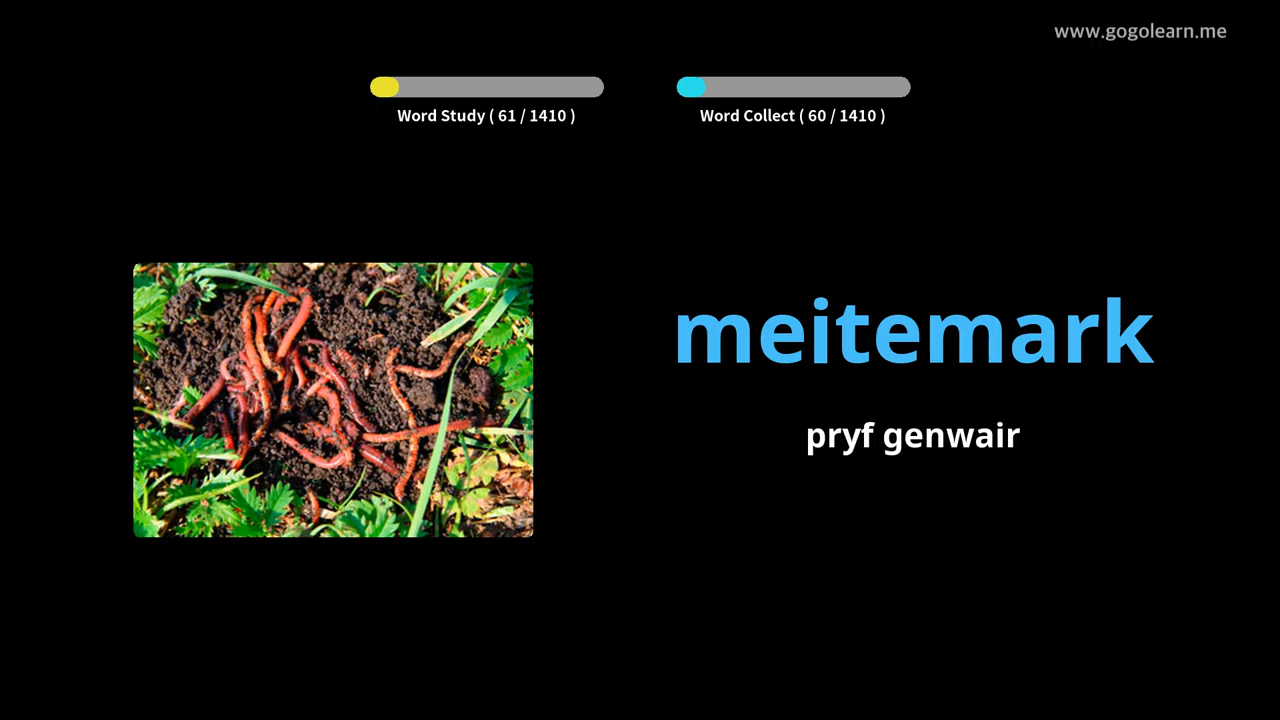 www.gogolearn.me
Word Study ( 61 / 1410 )
Word Collect ( 60 / 1410 )
meitemark
pryf genwair